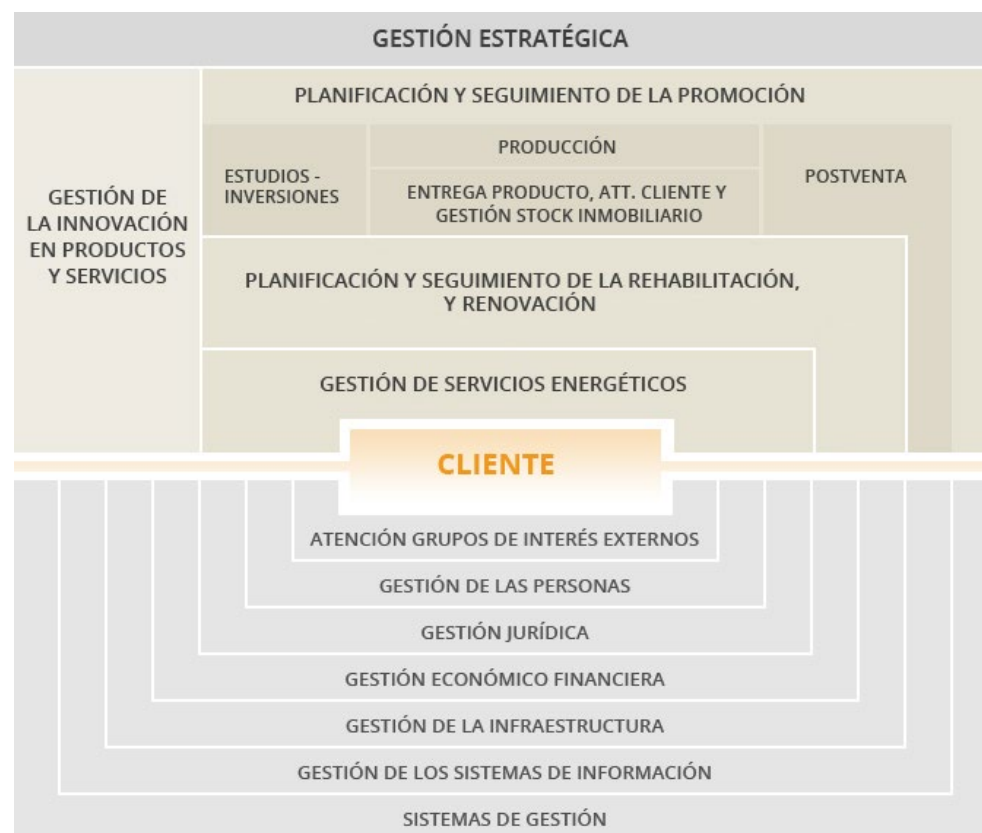 GESTIÓN ESTRATÉGICA
PLANIFICACIÓN Y SEGUIMIENTO DE LA PROMOCIÓN
GESTIÓN DE
LA INNOVACIÓN
EN PRODUCTOS
Y SERVICIOS
ESTUDIOS -
INVERSIONES
PRODUCCIÓN
ENTREGA PRODUCTO, ATT. CLIENTE Y
GESTIÓN STOCK INMOBILIARIO
POSTVENTA
PLANIFICACIÓN Y SEGUIMIENTO DE LA REHABILITACIÓN,
Y RENOVACIÓN
GESTIÓN DE SERVICIOS ENERGÉTICOS
CLIENTE
ATENCIÓN GRUPOS DE INTERÉS EXTERNOS
GESTIÓN DE LAS PERSONAS
GESTIÓN JURÍDICA
GESTIÓN ECONÓMICO FINANCIERA
GESTIÓN DE LA INFRAESTRUCTURA
GESTIÓN DE LOS SISTEMAS DE INFORMACIÓN
SISTEMAS DE GESTIÓN